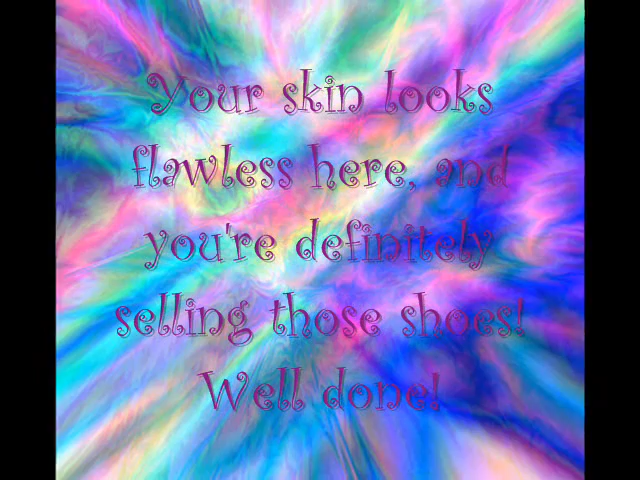 Your skin looks
flawless here, and
you're definitely
selling those shoes!
Well done!